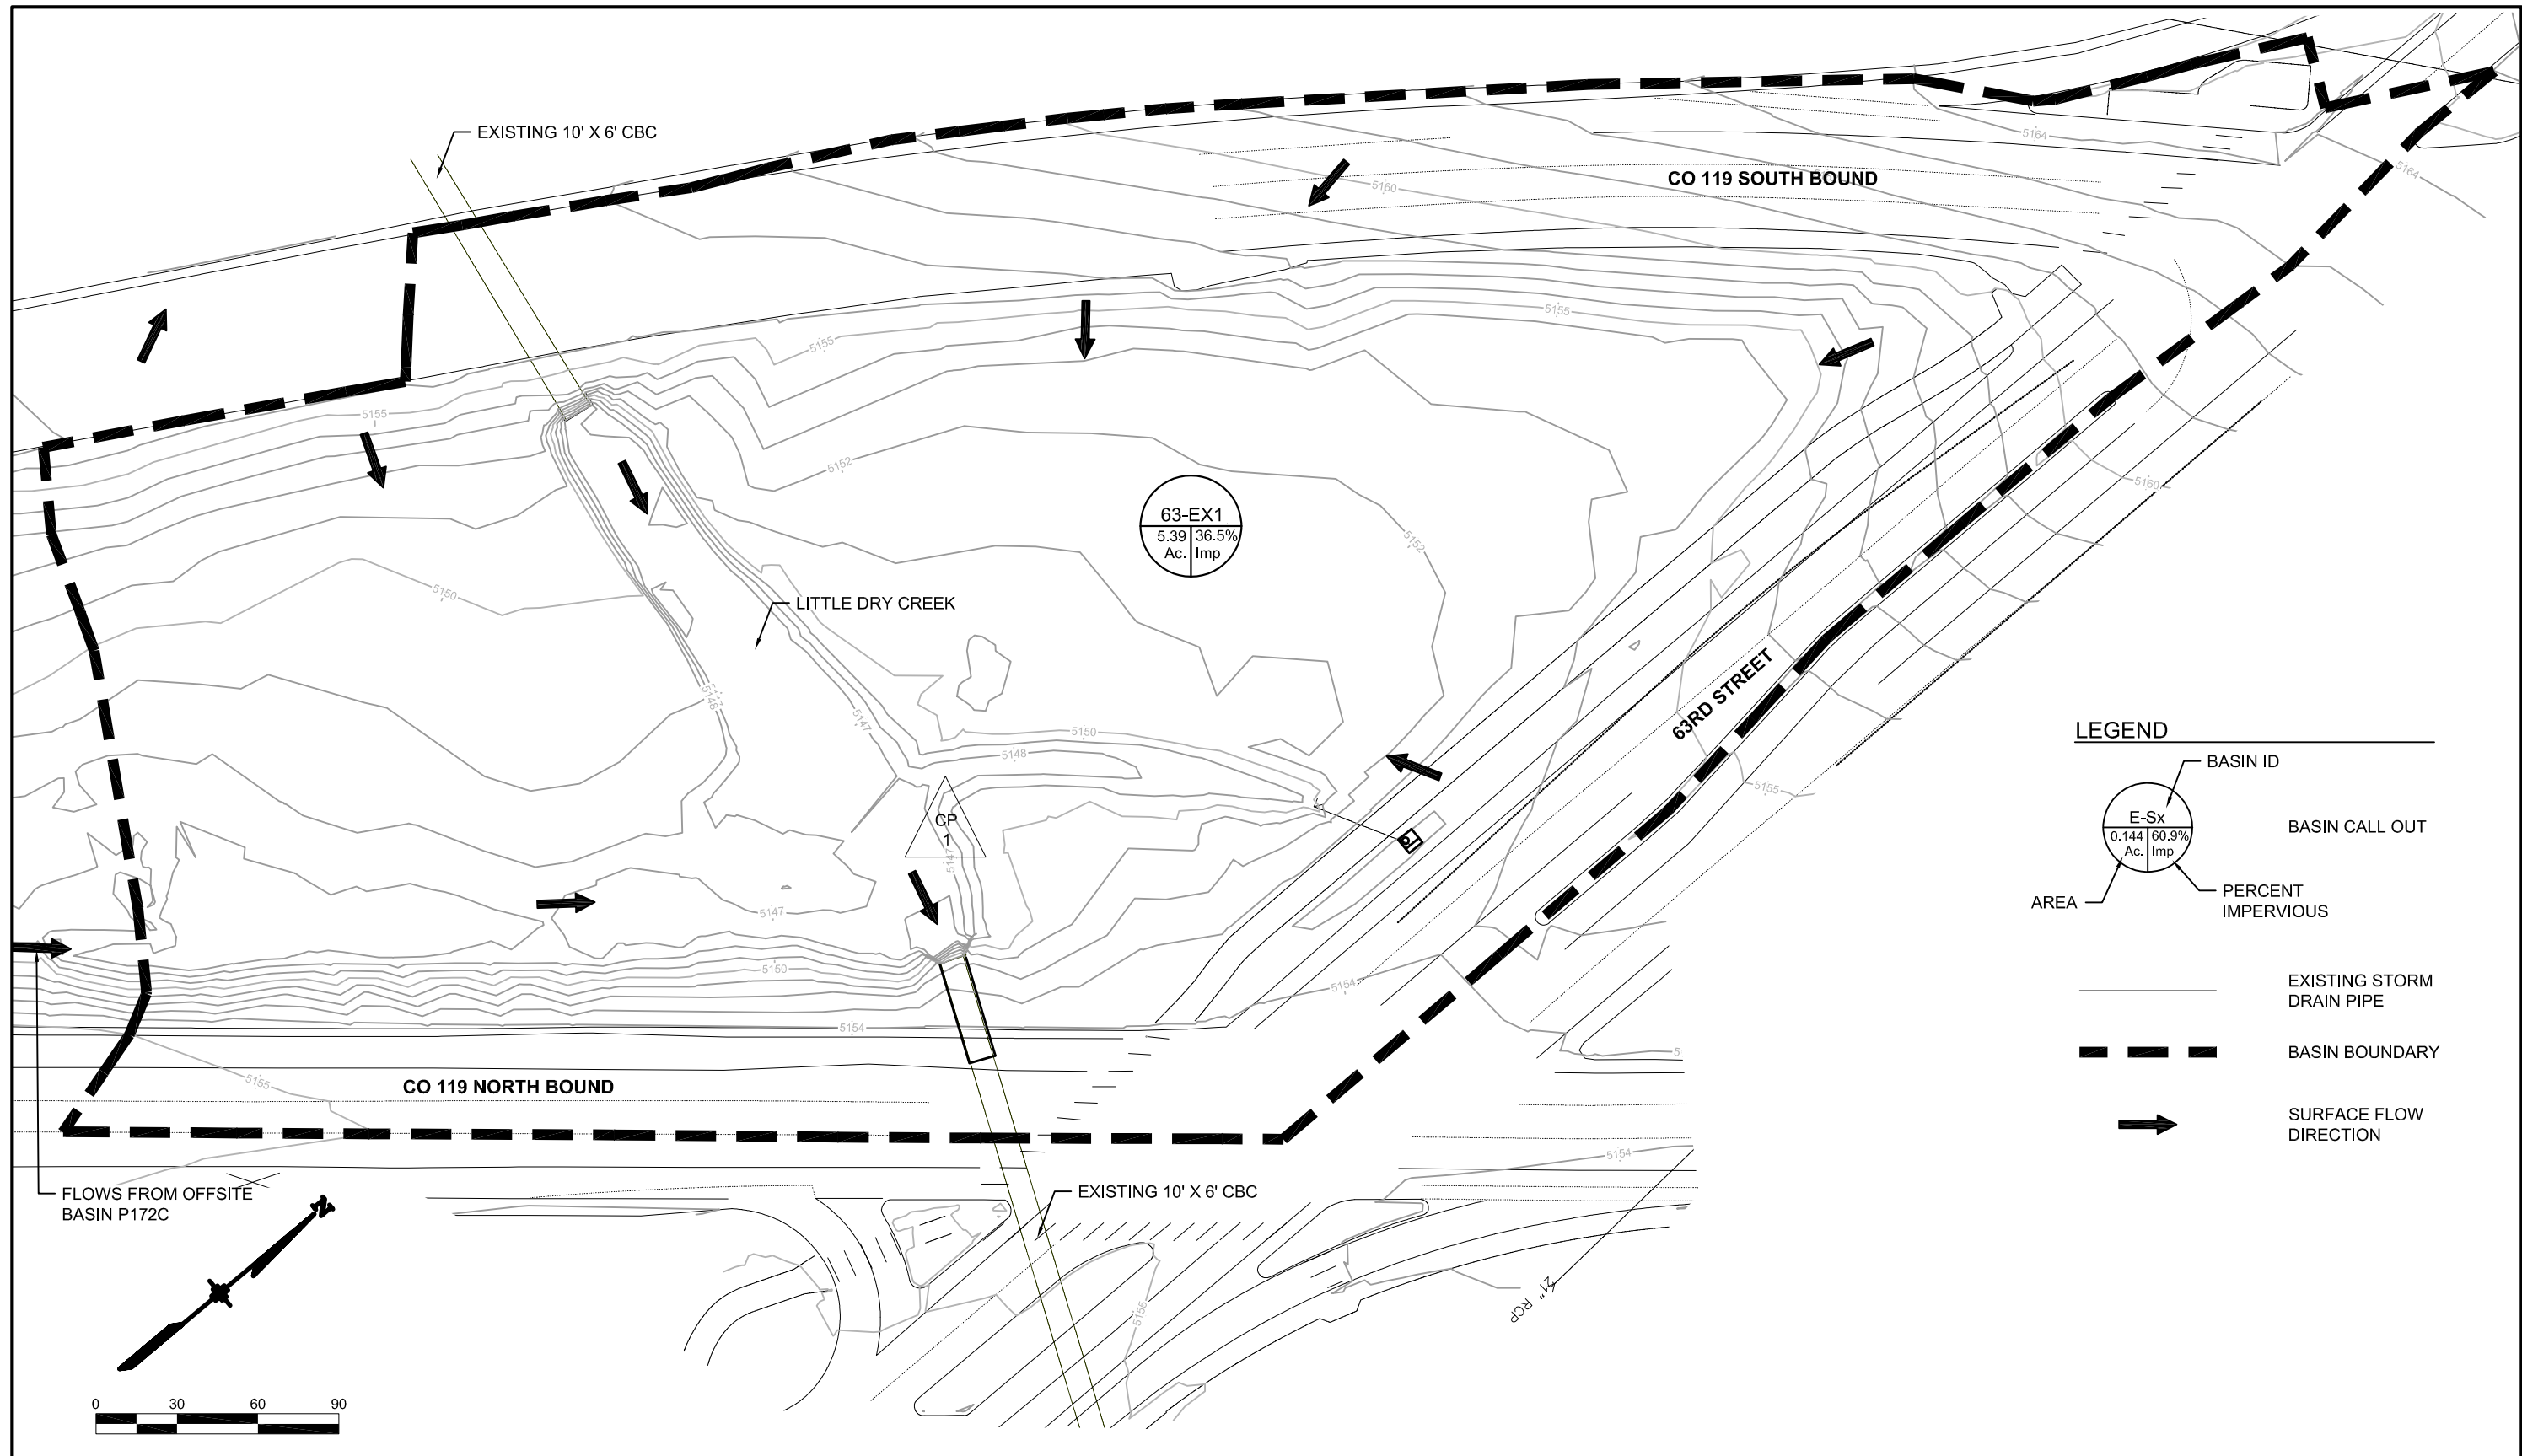 EXISTING 10' X 6' CBC
5164
5164
CO 119 SOUTH BOUND
5160
5155
5155
5155
5152
5160
63-EX1
5.39 36.5%
Ac. Imp
5152
5150
LITTLE DRY CREEK
63RD STREET
5148
5147
5150
5148
CP
1
5147
5155
5147
5150
5154
5154
5155
CO 119 NORTH BOUND
5
5154
EXISTING 10' X 6' CBC
FLOWS FROM OFFSITE
BASIN P172C
N
5155
21" RCP
0 30 60 90
LEGEND
BASIN ID
E-Sx
0.144 60.9%
Ac. Imp
BASIN CALL OUT
AREA
PERCENT
IMPERVIOUS
EXISTING STORM
DRAIN PIPE
BASIN BOUNDARY
SURFACE FLOW
DIRECTION